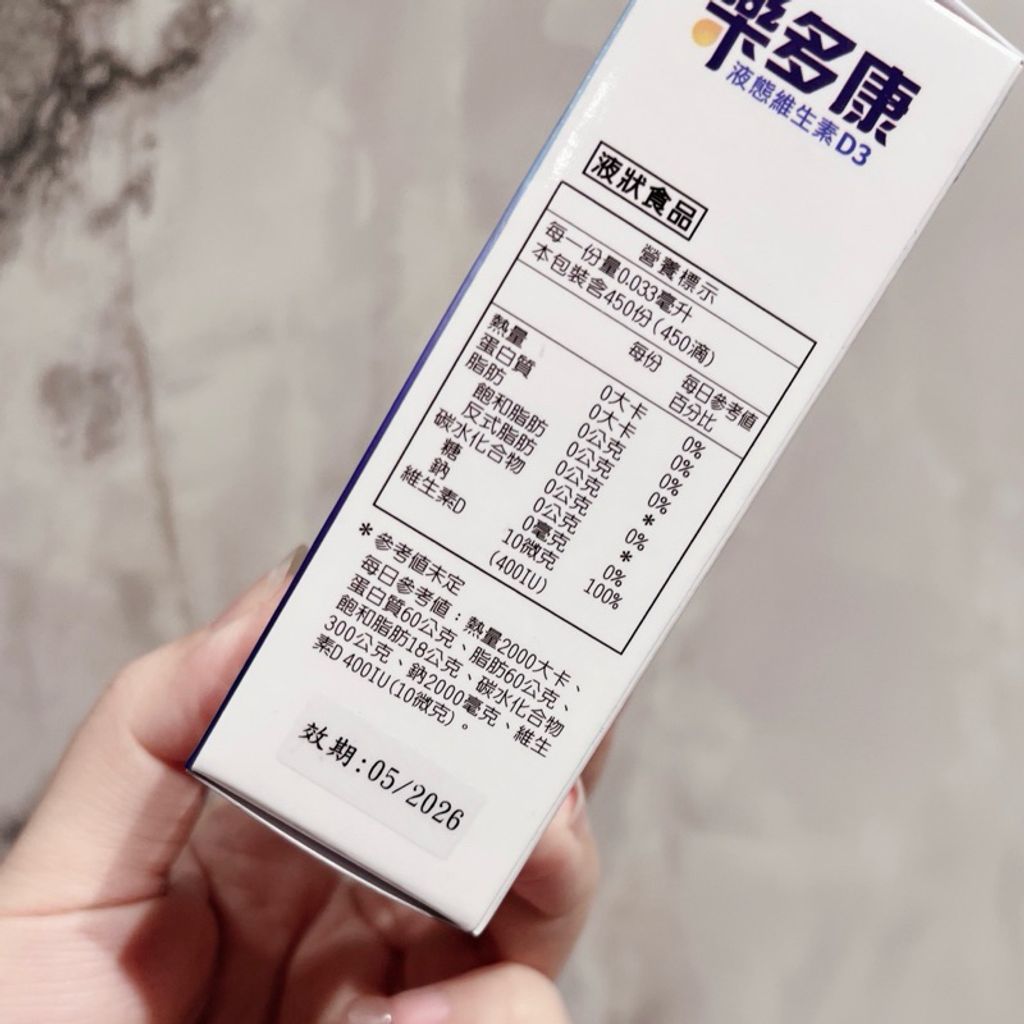 樂多康
液態維生素D3
液狀食品
營養標示
每一份量0.033毫升
本包裝含450份(450滴)
每份 每日參考值百分比
熱量 0大卡 0%
蛋白質 0大卡 0%
脂肪 0公克 0%
飽和脂肪 0公克 0%
反式脂肪 0公克 *
碳水化合物 0公克 0%
糖 0公克 *
鈉 0毫克 0%
維生素D 10微克 100%
(400IU)
*參考值未定
每日參考值：熱量2000大卡、
蛋白質60公克、脂肪60公克、
飽和脂肪18公克、碳水化合物
300公克、鈉2000毫克、維生
素D 400IU(10微克)。
效期:05/2026